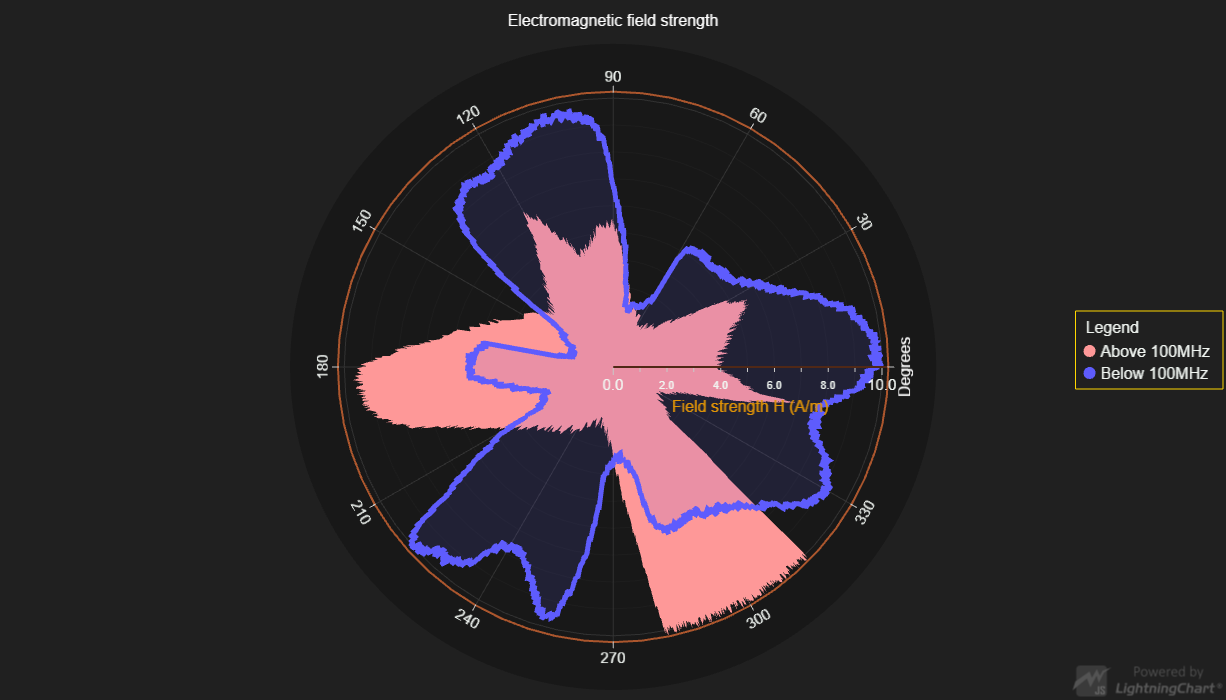 Electromagnetic field strength
90
120
60
150
30
180
0.0 2.0 4.0 6.0 8.0 10.0
Degrees
Field strength H (A/m)
210
330
240
300
270
Legend
Above 100MHz
Below 100MHz
Powered by
JS LightningChart®